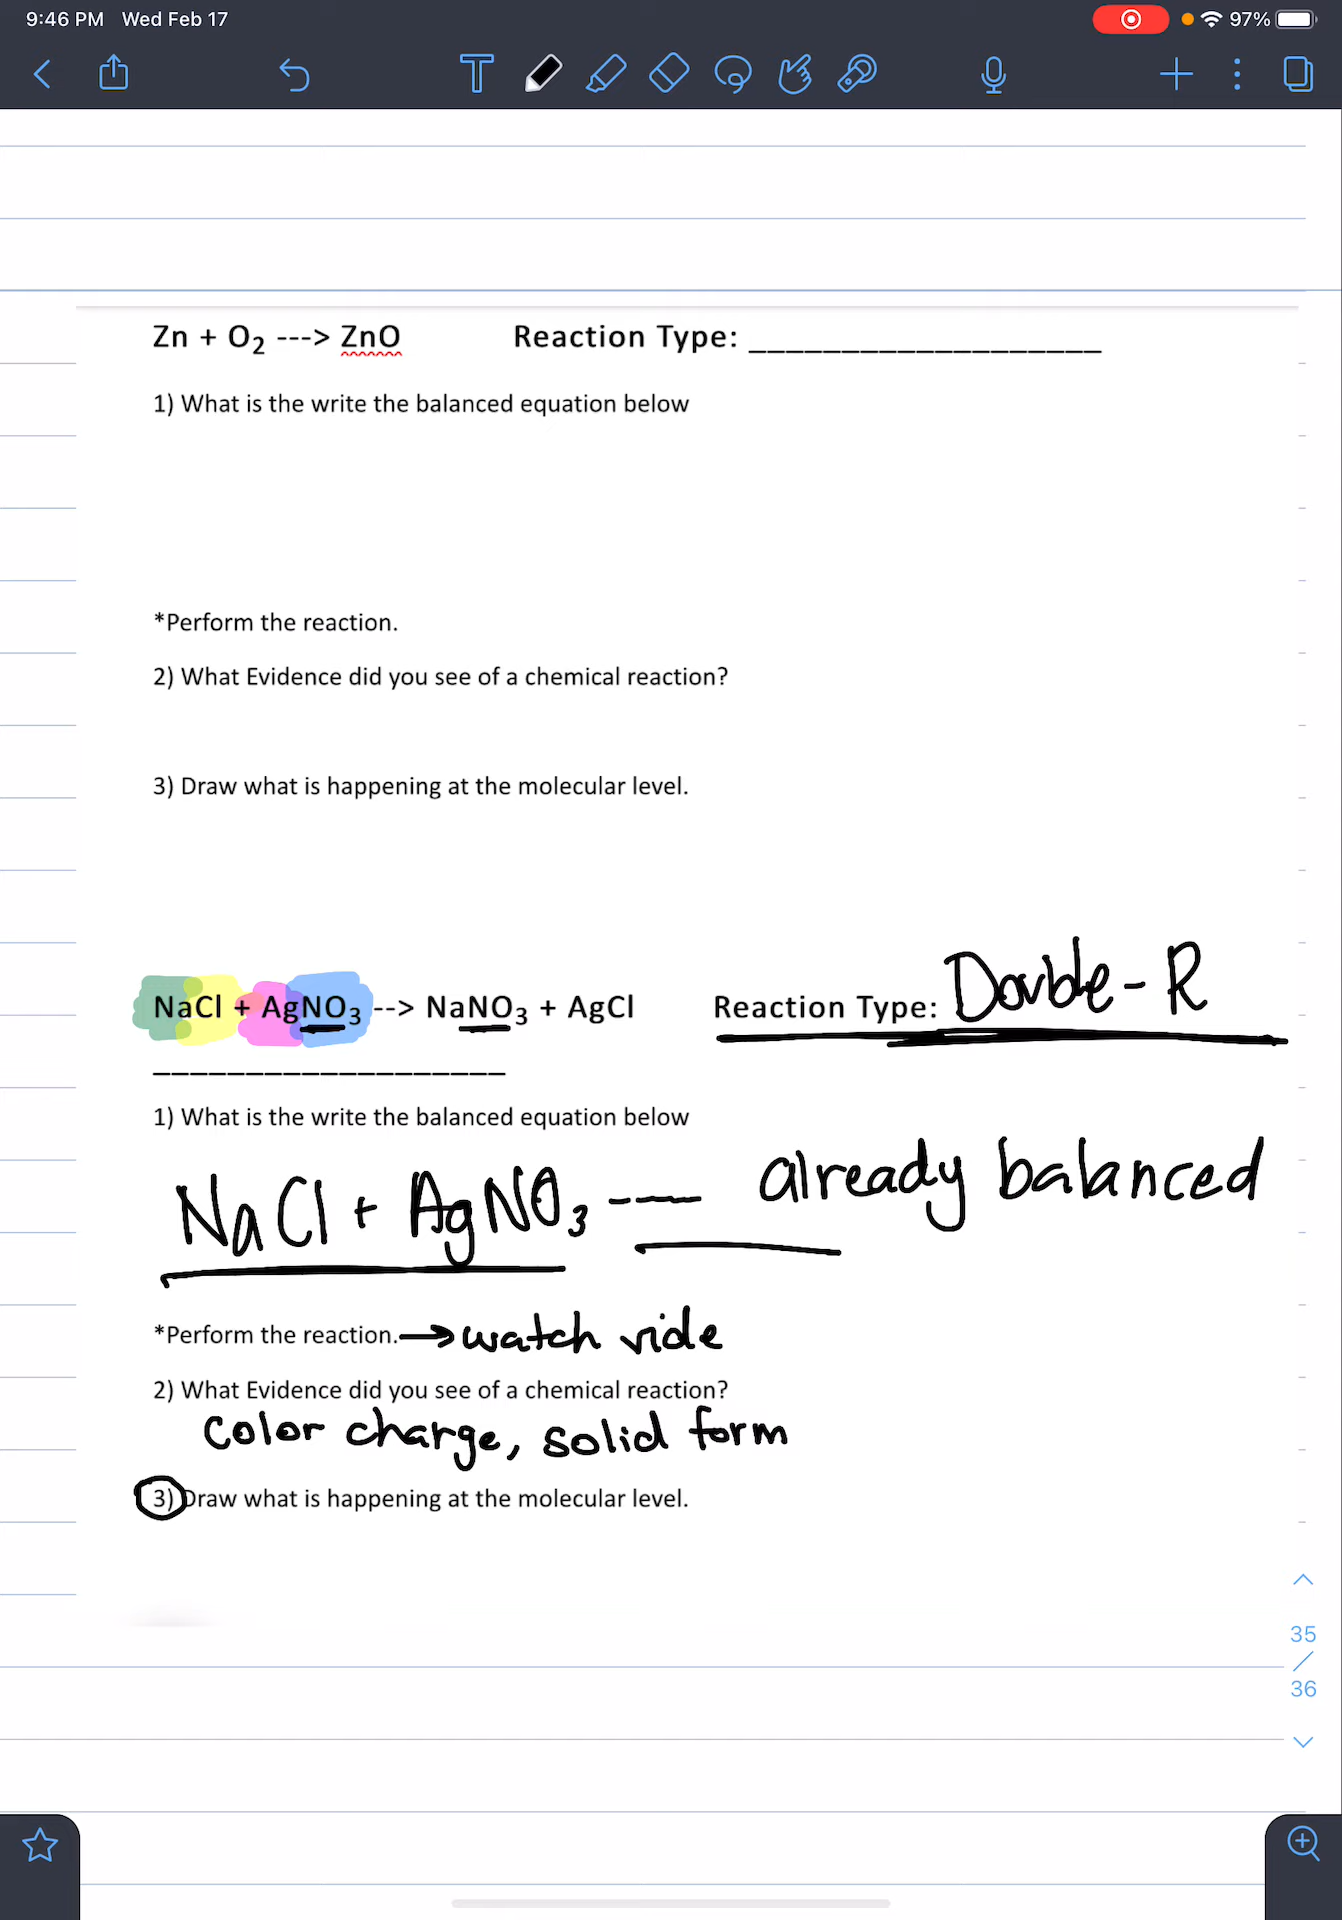 9:46 PM Wed Feb 17 97%
Zn + O₂ ---> ZnO Reaction Type: ___________________
1) What is the write the balanced equation below
*Perform the reaction.
2) What Evidence did you see of a chemical reaction?
3) Draw what is happening at the molecular level.
NaCl + AgNO₃ --> NaNO₃ + AgCl Reaction Type: Double-R
___________________
1) What is the write the balanced equation below
NaCl + AgNO₃ ---- already balanced
*Perform the reaction. → watch vide
2) What Evidence did you see of a chemical reaction?
color charge, solid form
3) Draw what is happening at the molecular level.
35
/
36